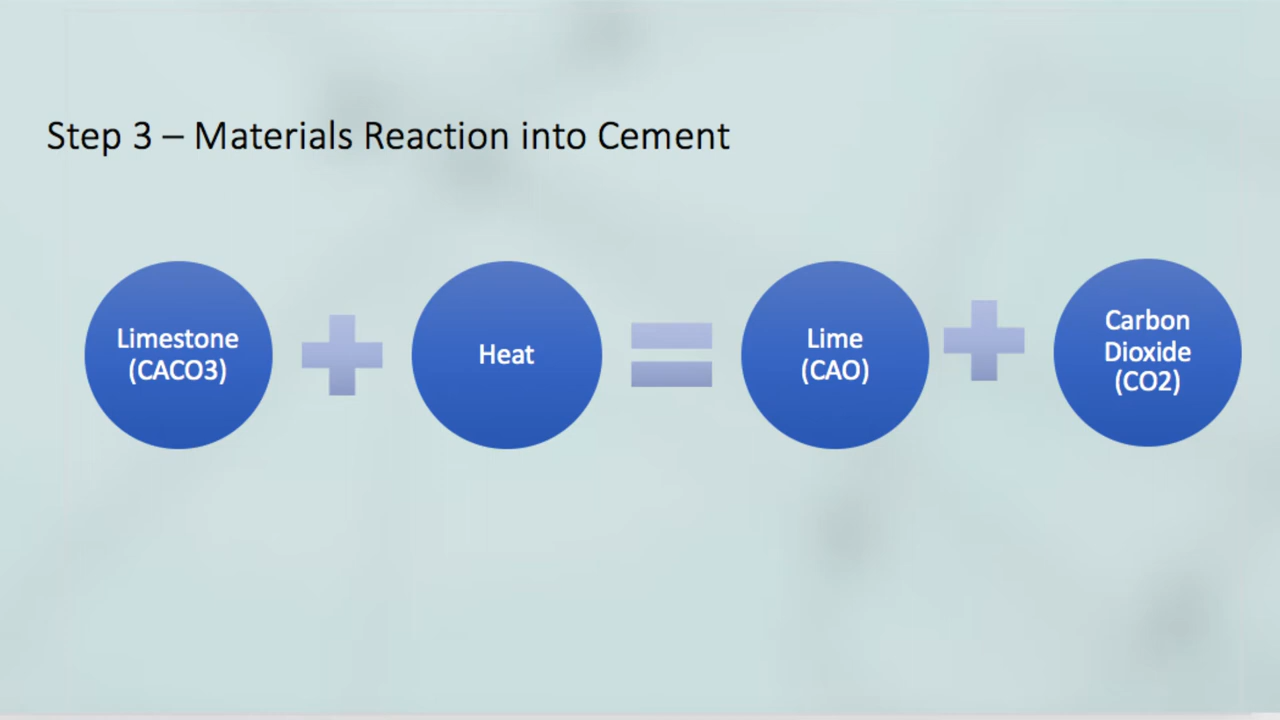 Step 3 – Materials Reaction into Cement
Limestone
(CACO3)
Heat
Lime
(CAO)
Carbon
Dioxide
(CO2)